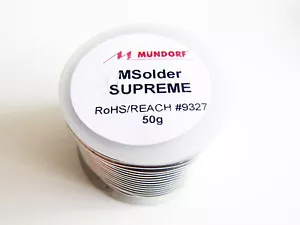 MUNDORF
MSolder
SUPREME
RoHS/REACH #9327
50g